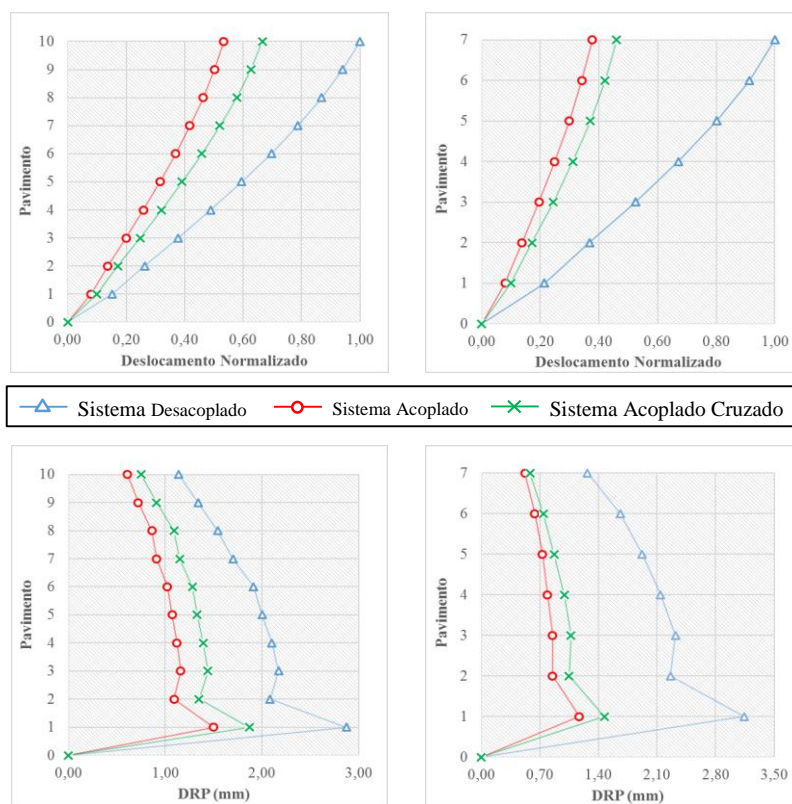 10
9
8
7
6
5
4
3
2
1
0
Pavimento
0,00 0,20 0,40 0,60 0,80 1,00
Deslocamento Normalizado
7
6
5
4
3
2
1
0
Pavimento
0,00 0,20 0,40 0,60 0,80 1,00
Deslocamento Normalizado
Sistema Desacoplado Sistema Acoplado Sistema Acoplado Cruzado
10
9
8
7
6
5
4
3
2
1
0
Pavimento
0,00 1,00 2,00 3,00
DRP (mm)
7
6
5
4
3
2
1
0
Pavimento
0,00 0,70 1,40 2,10 2,80 3,50
DRP (mm)